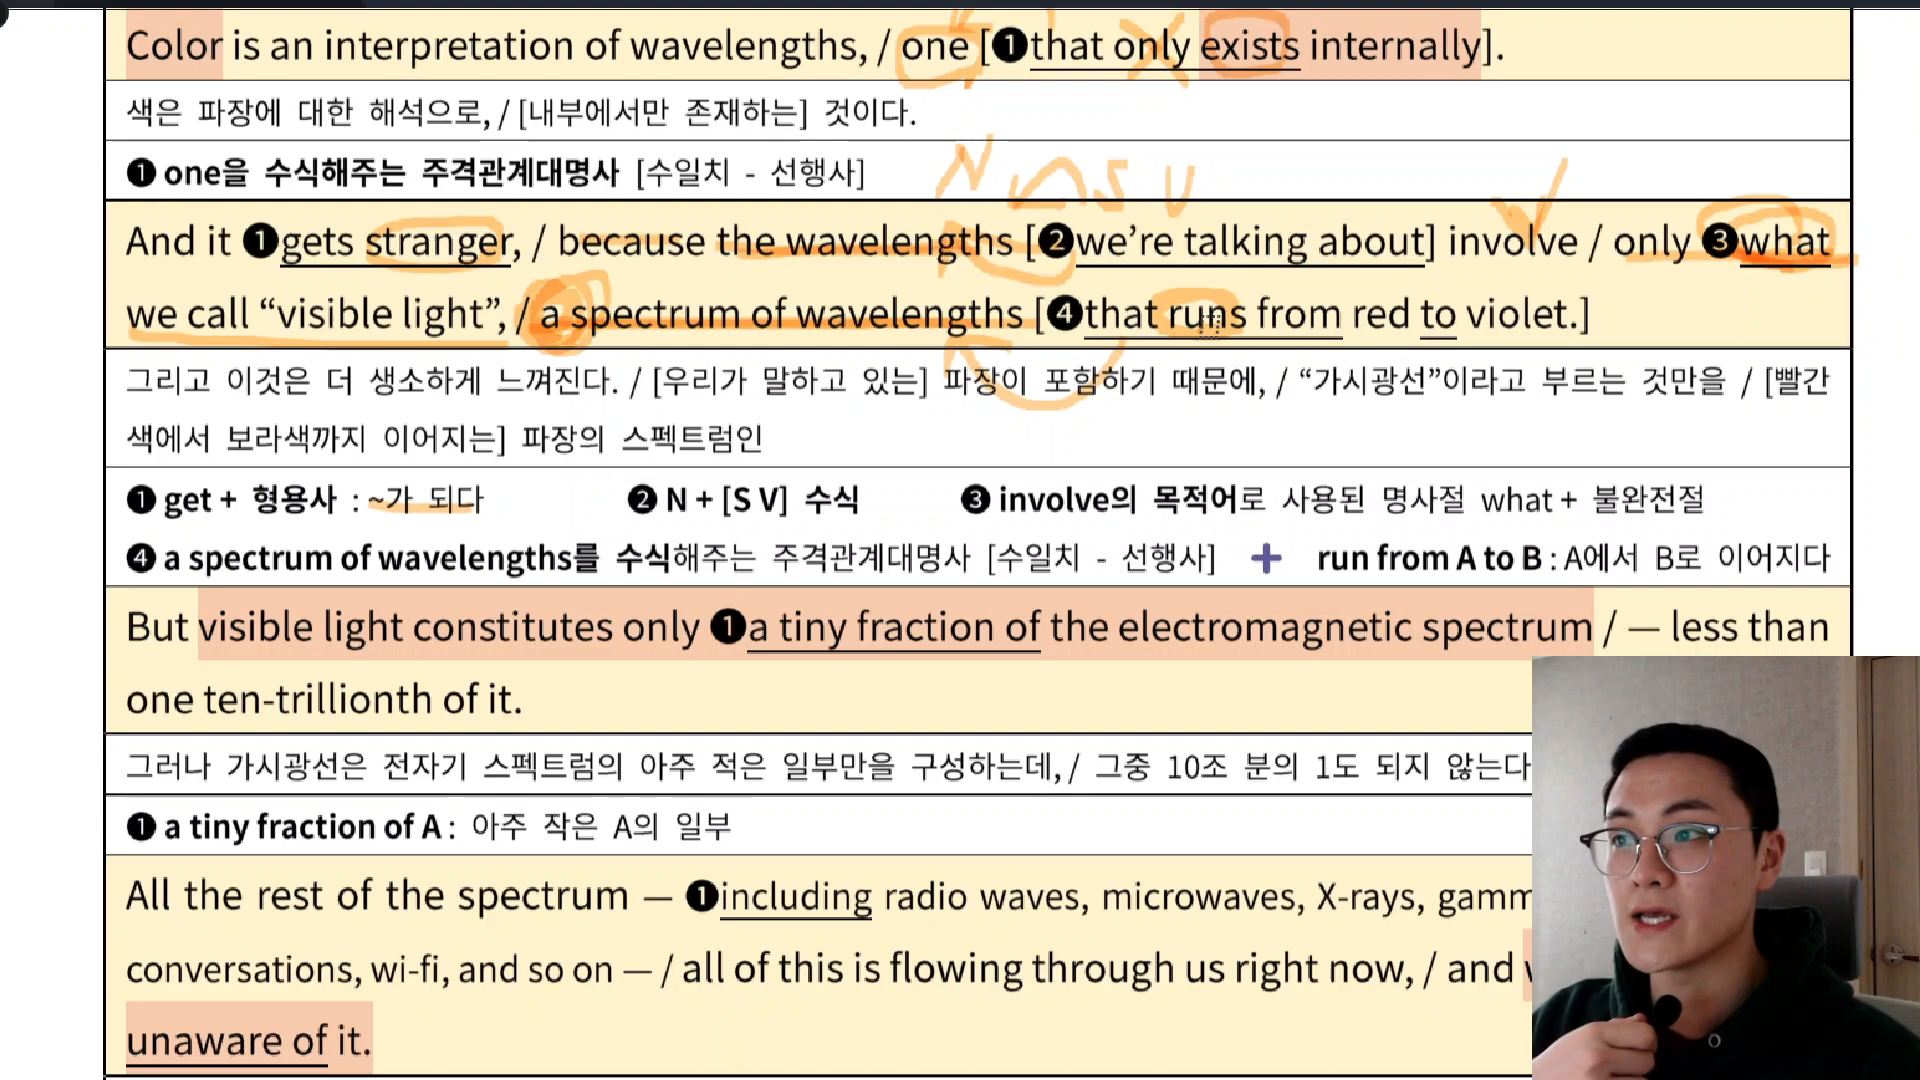 Color is an interpretation of wavelengths, / one [❶that only exists internally].
색은 파장에 대한 해석으로, / [내부에서만 존재하는] 것이다.
❶ one을 수식해주는 주격관계대명사 [수일치 - 선행사]
N S V
And it ❶gets stranger, / because the wavelengths [❷we’re talking about] involve / only ❸what
we call “visible light”, / a spectrum of wavelengths [❹that runs from red to violet.]
그리고 이것은 더 생소하게 느껴진다. / [우리가 말하고 있는] 파장이 포함하기 때문에, / “가시광선”이라고 부르는 것만을 / [빨간
색에서 보라색까지 이어지는] 파장의 스펙트럼인
❶ get + 형용사 : ~가 되다 ❷ N + [S V] 수식 ❸ involve의 목적어로 사용된 명사절 what + 불완전절
❹ a spectrum of wavelengths를 수식해주는 주격관계대명사 [수일치 - 선행사] + run from A to B : A에서 B로 이어지다
But visible light constitutes only ❶a tiny fraction of the electromagnetic spectrum / — less than
one ten-trillionth of it.
그러나 가시광선은 전자기 스펙트럼의 아주 적은 일부만을 구성하는데, / 그중 10조 분의 1도 되지 않는다
❶ a tiny fraction of A : 아주 작은 A의 일부
All the rest of the spectrum — ❶including radio waves, microwaves, X-rays, gamm
conversations, wi-fi, and so on — / all of this is flowing through us right now, / and
unaware of it.